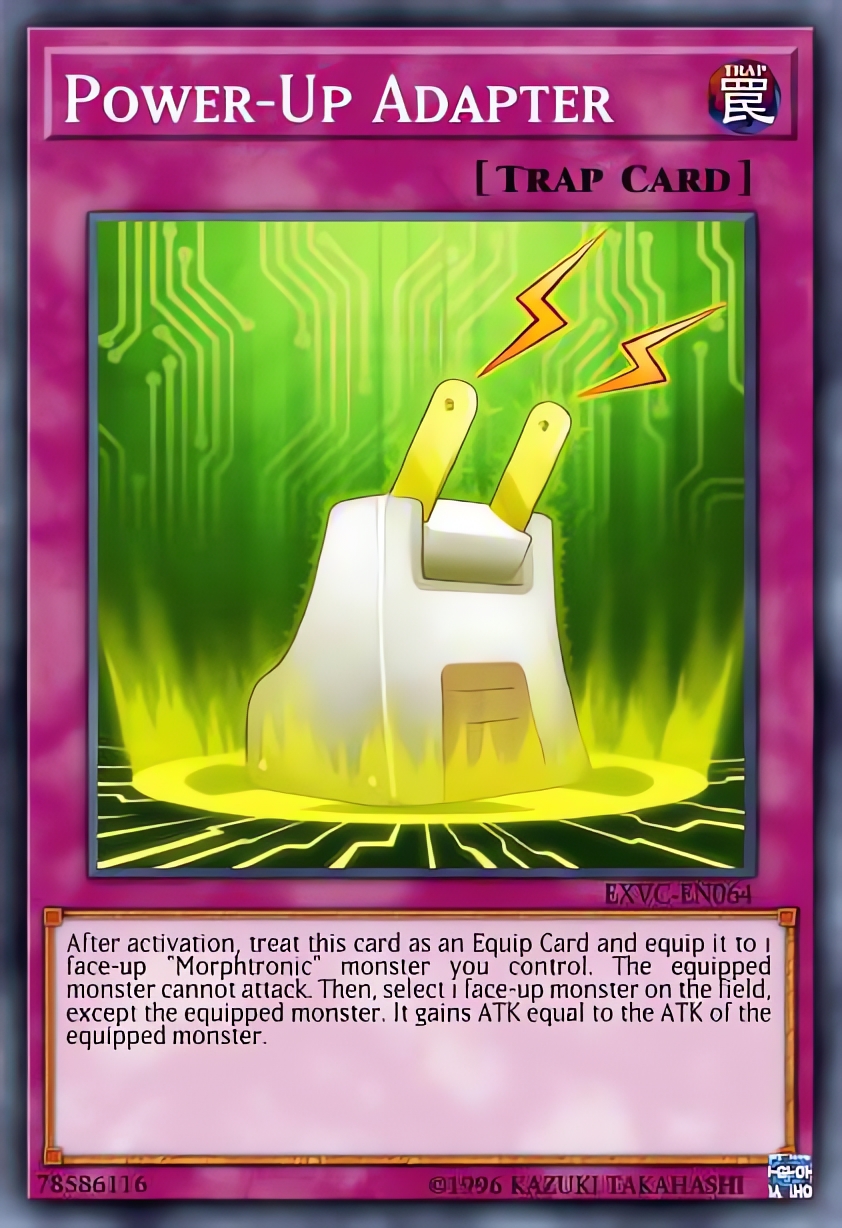 POWER-UP ADAPTER
TRAP
罠
[TRAP CARD]
EXVC-EN064
After activation, treat this card as an Equip Card and equip it to 1
face-up "Morphtronic" monster you control. The equipped
monster cannot attack. Then, select 1 face-up monster on the field,
except the equipped monster. It gains ATK equal to the ATK of the
equipped monster.
78586116
©1996 KAZUKI TAKAHASHI